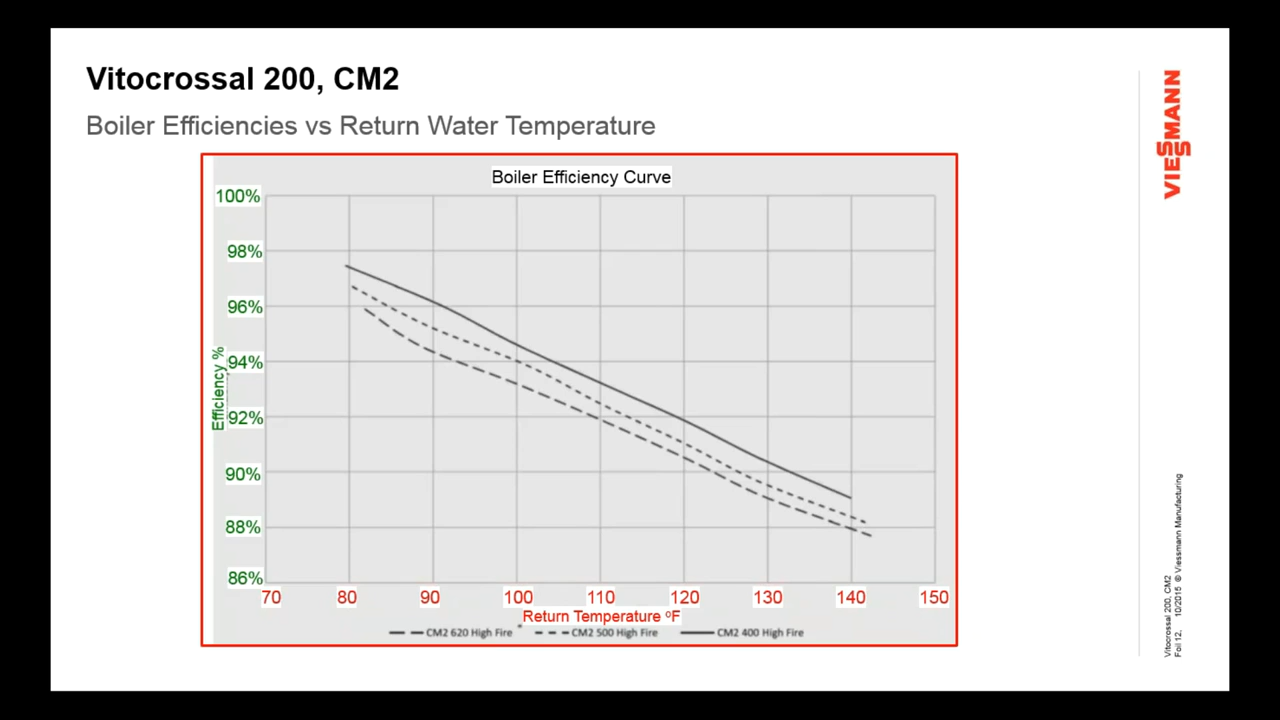 Vitocrossal 200, CM2
Boiler Efficiencies vs Return Water Temperature
VIESSMANN
Boiler Efficiency Curve
100%
98%
96%
94%
92%
90%
88%
86%
Efficiency %
70 80 90 100 110 120 130 140 150
Return Temperature ºF
CM2 620 High Fire CM2 500 High Fire CM2 400 High Fire
Vitocrossal 200, CM2
Foil 12. 10/2015 © Viessmann Manufacturing